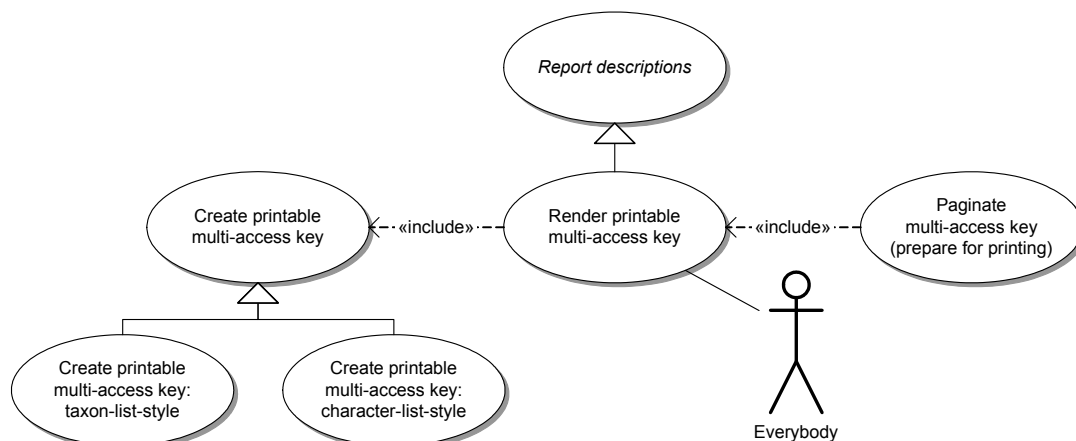 Report descriptions
Create printable
multi-access key
«include»
Render printable
multi-access key
«include»
Paginate
multi-access key
(prepare for printing)
Create printable
multi-access key:
taxon-list-style
Create printable
multi-access key:
character-list-style
Everybody